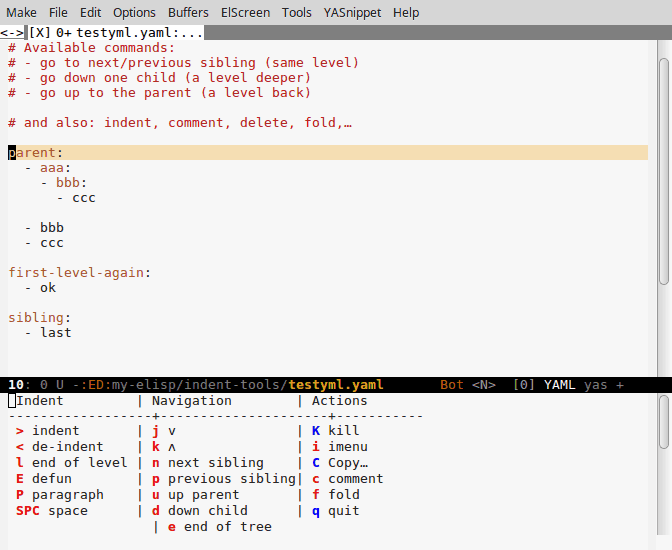 Make File Edit Options Buffers ElScreen Tools YASnippet Help
<->[X] 0+ testyml.yaml:...
# Available commands:
# - go to next/previous sibling (same level)
# - go down one child (a level deeper)
# - go up to the parent (a level back)
# and also: indent, comment, delete, fold,…
parent:
  - aaa:
    - bbb:
      - ccc
  - bbb
  - ccc
first-level-again:
  - ok
sibling:
  - last
10: 0 U -:ED:my-elisp/indent-tools/testyml.yaml Bot <N> [0] YAML yas +
Indent | Navigation | Actions
------------------+---------------------+-----------
> indent | j v | K kill
< de-indent | k ʌ | i imenu
l end of level | n next sibling | C Copy…
E defun | p previous sibling| c comment
P paragraph | u up parent | f fold
SPC space | d down child | q quit
| e end of tree